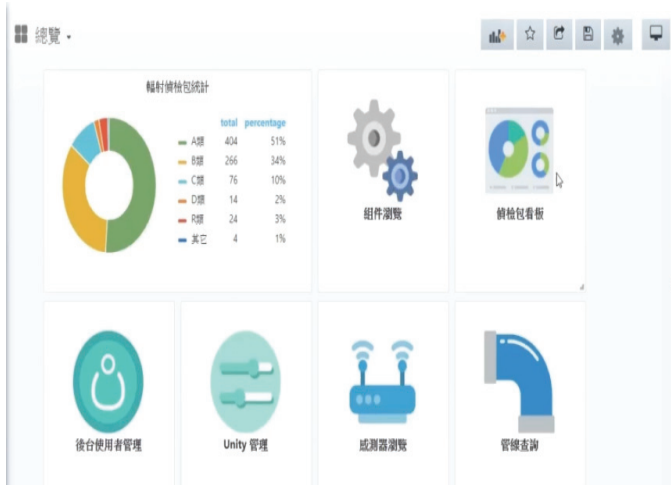 總覽
輻射偵檢包統計
total percentage
A類 404 51%
B類 266 34%
C類 76 10%
D類 14 2%
R類 24 3%
其它 4 1%
組件瀏覽
偵檢包看板
後台使用者管理
Unity 管理
感測器瀏覽
管線查詢